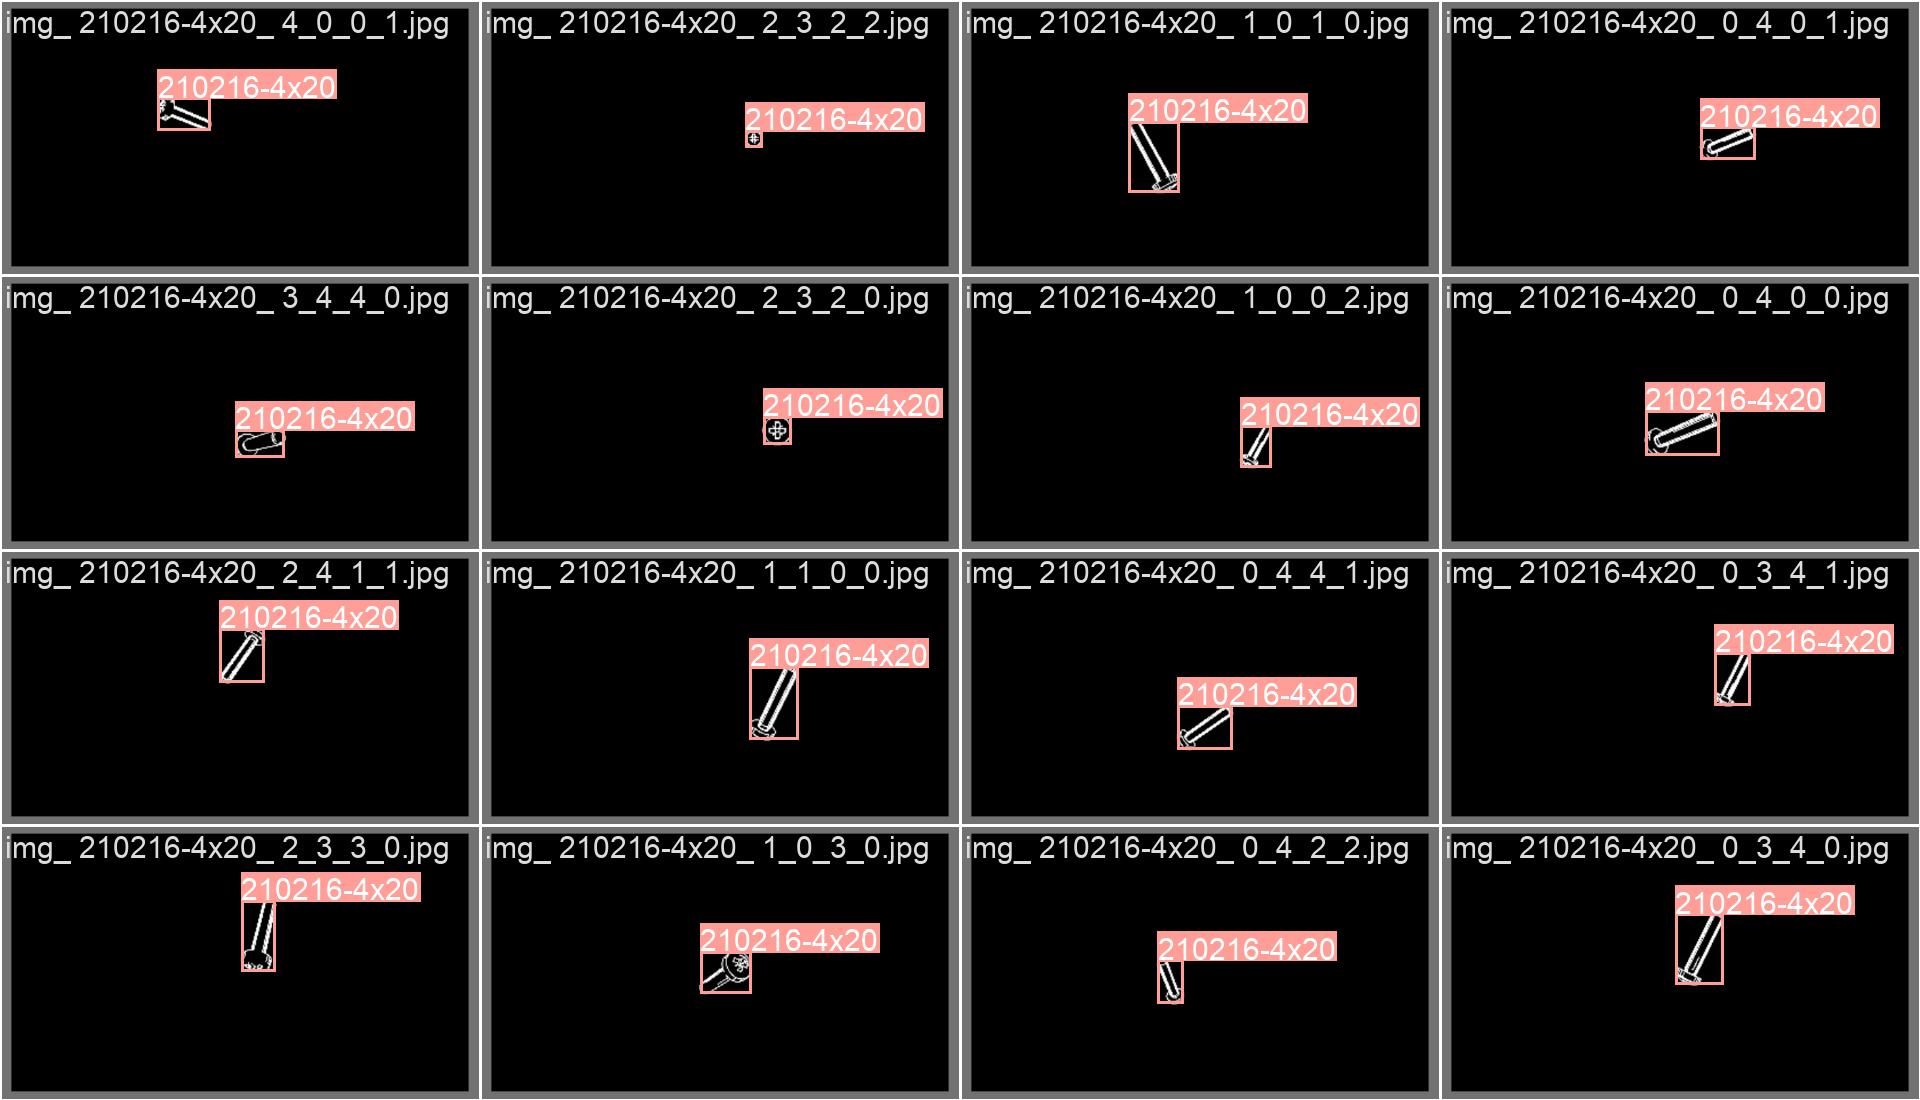 img_ 210216-4x20_ 4_0_0_1.jpg
210216-4x20
img_ 210216-4x20_ 2_3_2_2.jpg
210216-4x20
img_ 210216-4x20_ 1_0_1_0.jpg
210216-4x20
img_ 210216-4x20_ 0_4_0_1.jpg
210216-4x20
img_ 210216-4x20_ 3_4_4_0.jpg
210216-4x20
img_ 210216-4x20_ 2_3_2_0.jpg
210216-4x20
img_ 210216-4x20_ 1_0_0_2.jpg
210216-4x20
img_ 210216-4x20_ 0_4_0_0.jpg
210216-4x20
img_ 210216-4x20_ 2_4_1_1.jpg
210216-4x20
img_ 210216-4x20_ 1_1_0_0.jpg
210216-4x20
img_ 210216-4x20_ 0_4_4_1.jpg
210216-4x20
img_ 210216-4x20_ 0_3_4_1.jpg
210216-4x20
img_ 210216-4x20_ 2_3_3_0.jpg
210216-4x20
img_ 210216-4x20_ 1_0_3_0.jpg
210216-4x20
img_ 210216-4x20_ 0_4_2_2.jpg
210216-4x20
img_ 210216-4x20_ 0_3_4_0.jpg
210216-4x20